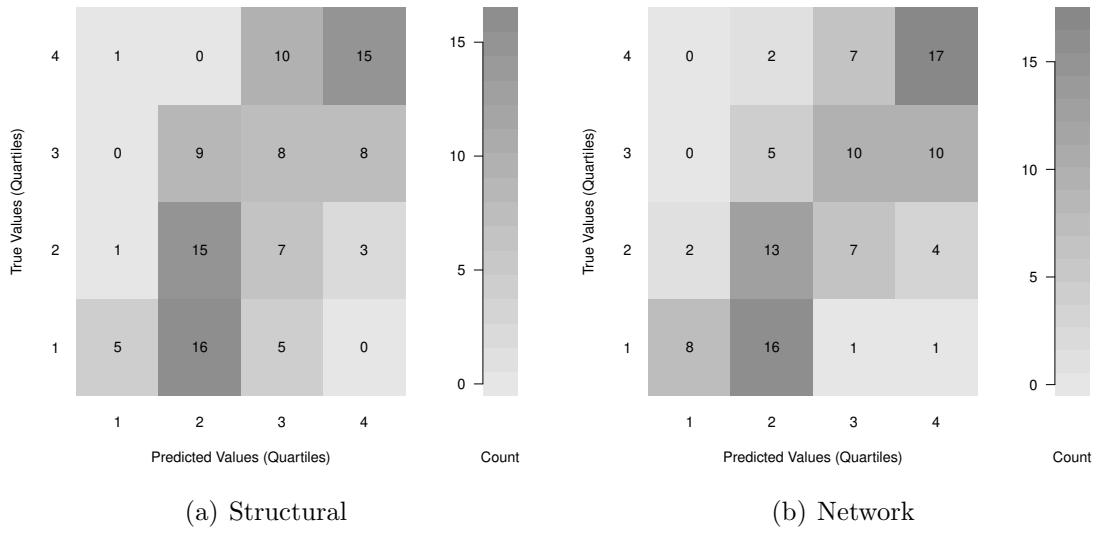 4 1 0 10 15
3 0 9 8 8
2 1 15 7 3
1 5 16 5 0
1 2 3 4
True Values (Quartiles)
Predicted Values (Quartiles)
15
10
5
0
Count
(a) Structural
4 0 2 7 17
3 0 5 10 10
2 2 13 7 4
1 8 16 1 1
1 2 3 4
True Values (Quartiles)
Predicted Values (Quartiles)
15
10
5
0
Count
(b) Network